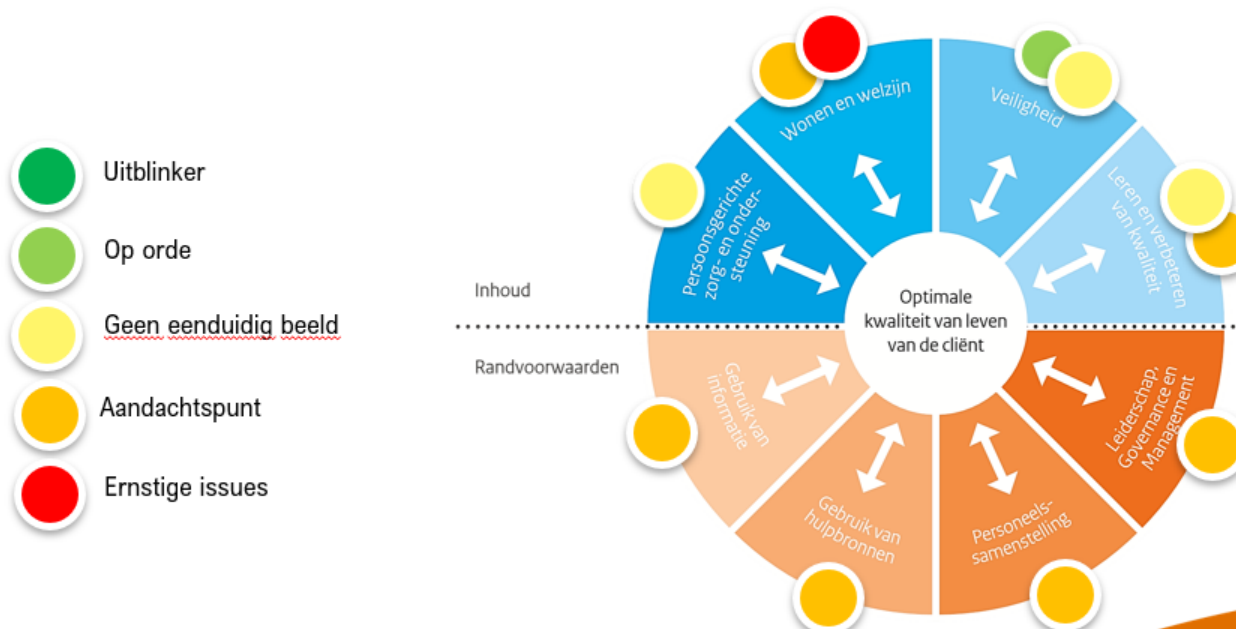 Uitblinker
Op orde
Geen eenduidig beeld
Aandachtspunt
Ernstige issues
Inhoud
Randvoorwaarden
Wonen en welzijn
Veiligheid
Persoonsgerichte
zorg- en onder-
steuning
Leren en verbeteren
van kwaliteit
Optimale
kwaliteit van leven
van de cliënt
Gebruik van
informatie
Leiderschap,
Governance en
Management
Gebruik van
hulpbronnen
Personeels-
samenstelling